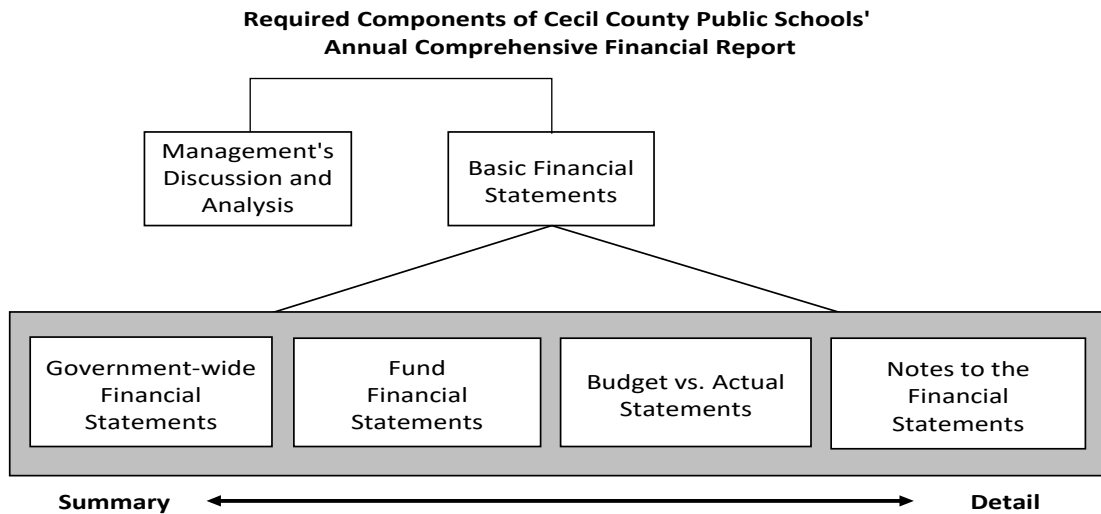 Required Components of Cecil County Public Schools'
Annual Comprehensive Financial Report
Management's
Discussion and
Analysis
Basic Financial
Statements
Government-wide
Financial
Statements
Fund
Financial
Statements
Budget vs. Actual
Statements
Notes to the
Financial
Statements
Summary
Detail